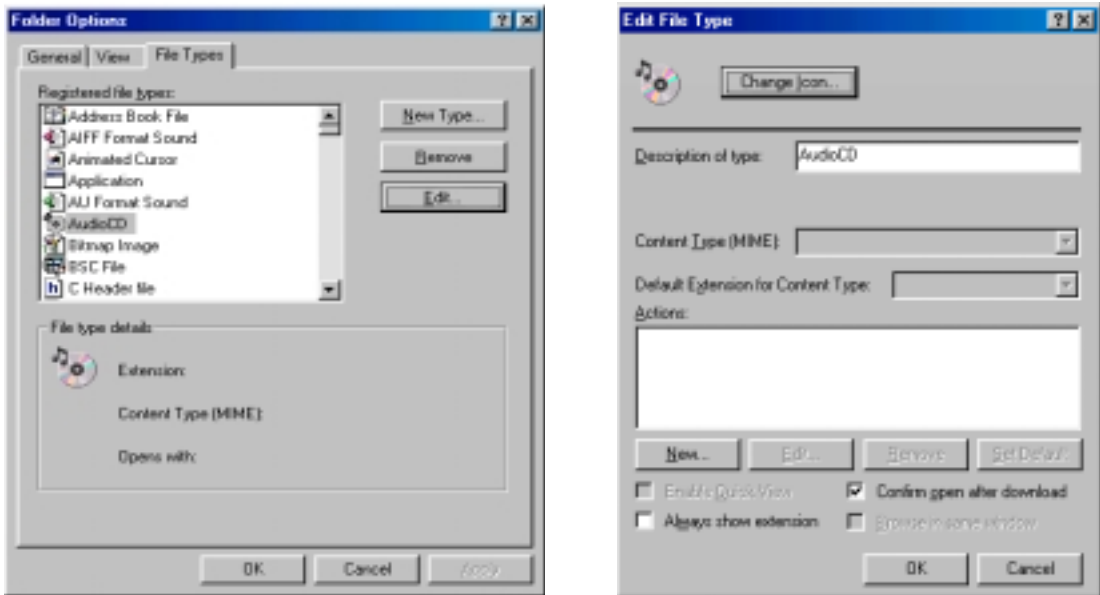 Folder Options
General View File Types
Registered file types:
Address Book File
AIFF Format Sound
Animated Cursor
Application
AU Format Sound
AudioCD
Bitmap Image
BSC File
C Header file
New Type...
Remove
Edit...
File type details
Extension:
Content Type (MIME):
Opens with:
OK Cancel Apply
Edit File Type
Change Icon...
Description of type: AudioCD
Content Type (MIME):
Default Extension for Content Type:
Actions:
New... Edit... Remove Set Default
Enable Quick View Confirm open after download
Always show extension Browse in same window
OK Cancel